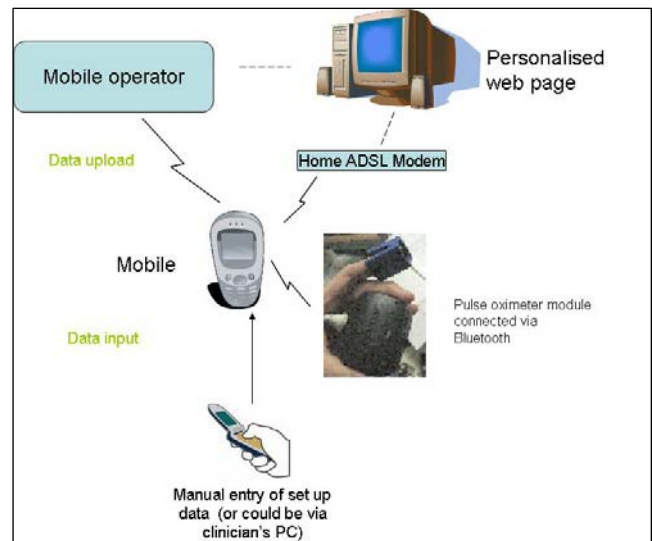 Mobile operator
Personalised
web page
Data upload
Home ADSL Modem
Mobile
Pulse oximeter module
connected via
Bluetooth
Data input
Manual entry of set up
data (or could be via
clinician's PC)